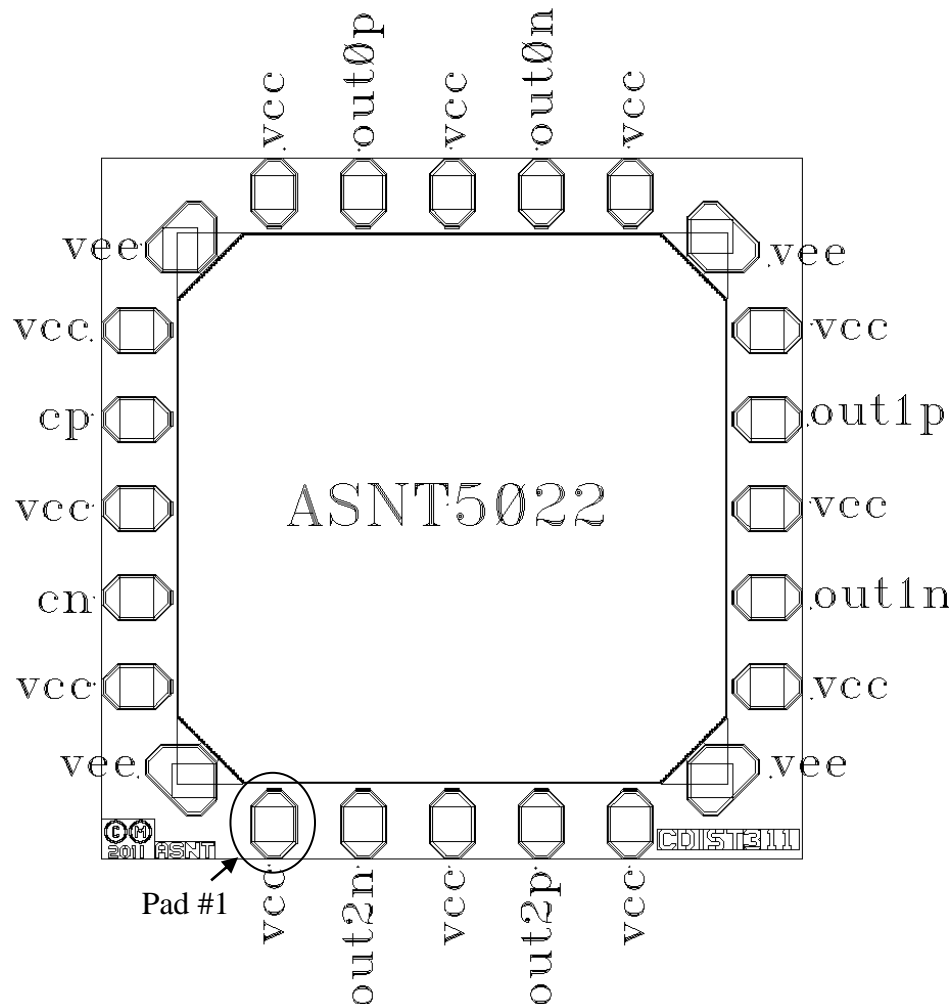 vcc out0p vcc out0n vcc
vee vee
vcc vcc
cp out1p
ASNT5022
vcc vcc
cn out1n
vcc vcc
vee vee
C M
2011 ASNT
CDIST311
Pad #1
vcc out2n vcc out2p vcc